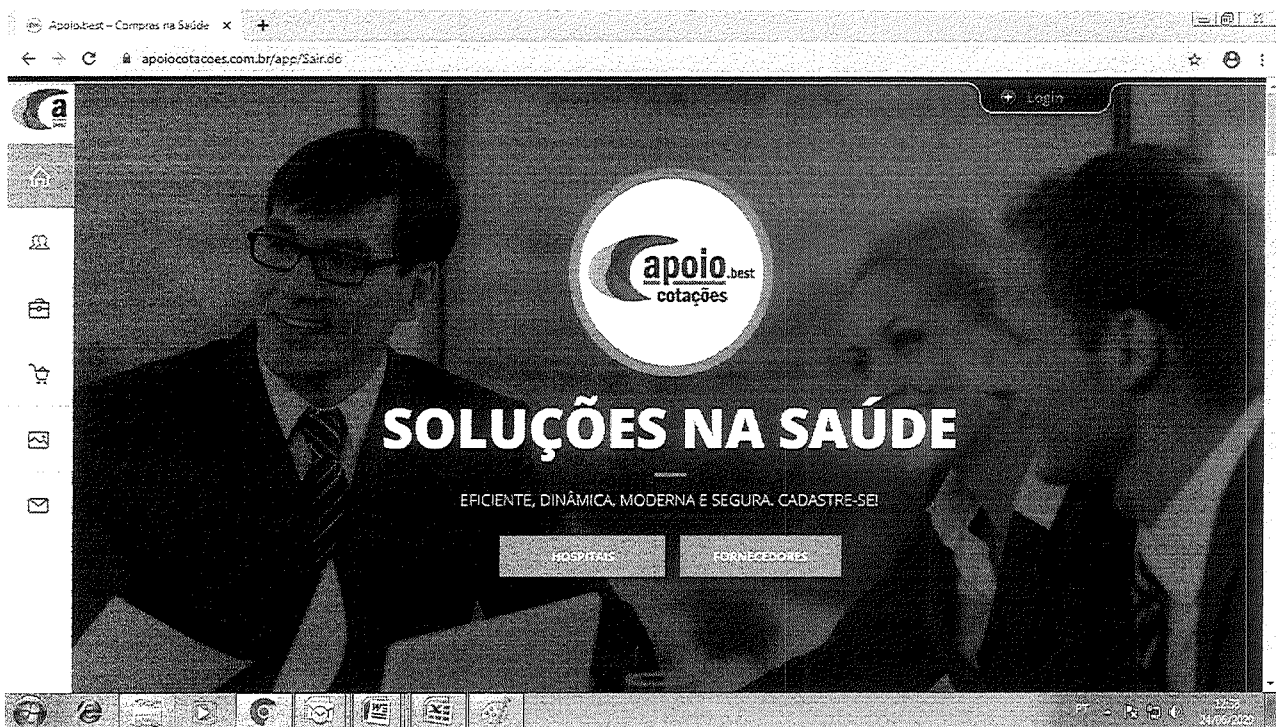 Apoio.best – Compras na Saúde
apoiocotacoes.com.br/app/Sair.do
a
Login
apoio.best
cotações
SOLUÇÕES NA SAÚDE
EFICIENTE, DINÂMICA, MODERNA E SEGURA. CADASTRE-SE!
HOSPITAIS
FORNECEDORES
PT